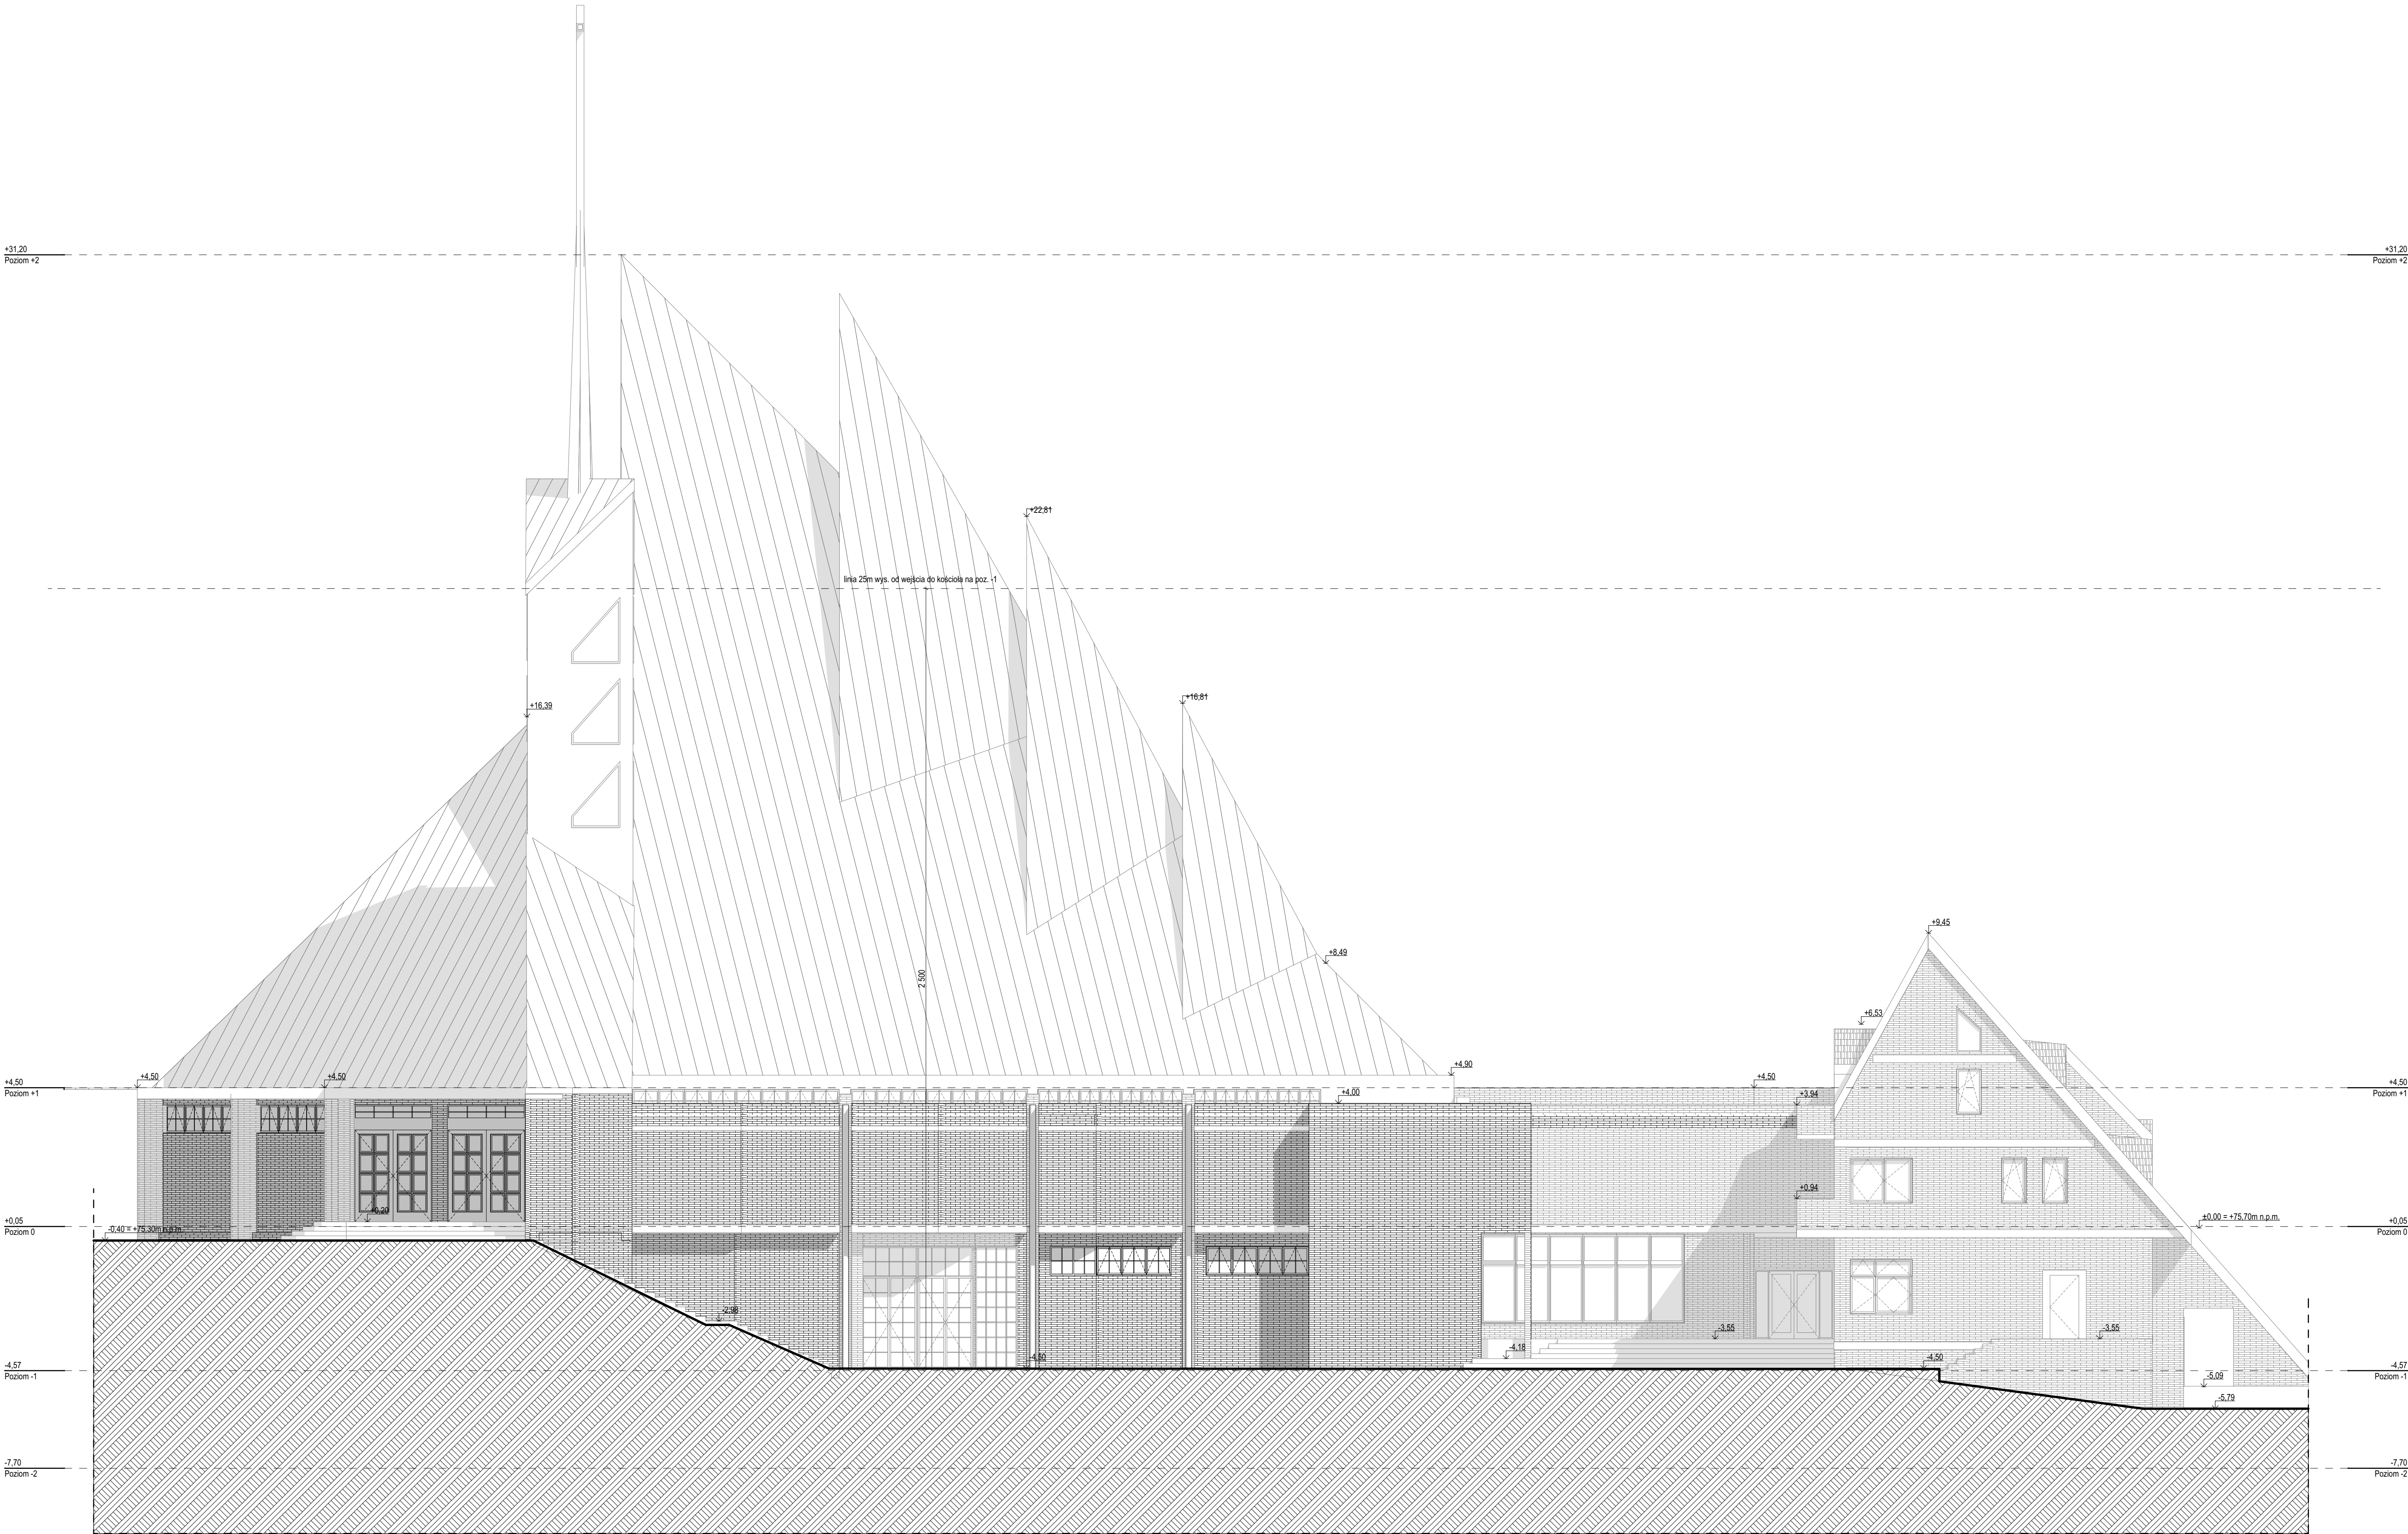 +31,20
Poziom +2
+31,20
Poziom +2
+22,81
linia 25m wys. od wejścia do kościoła na poz. -1
+16,81
+16,39
+9,45
+8,49
2 500
+6,53
+4,90
+4,50
Poziom +1
+4,50
+4,50
+4,50
+4,50
Poziom +1
+4,00
+3,94
+0,94
+0,20
+0,05
Poziom 0
-0,40 = +75,30m n.p.m.
±0,00 = +75,70m n.p.m.
+0,05
Poziom 0
-2,98
-3,55
-3,55
-4,18
-4,50
-4,50
-4,57
Poziom -1
-4,57
Poziom -1
-5,09
-5,79
-7,70
Poziom -2
-7,70
Poziom -2